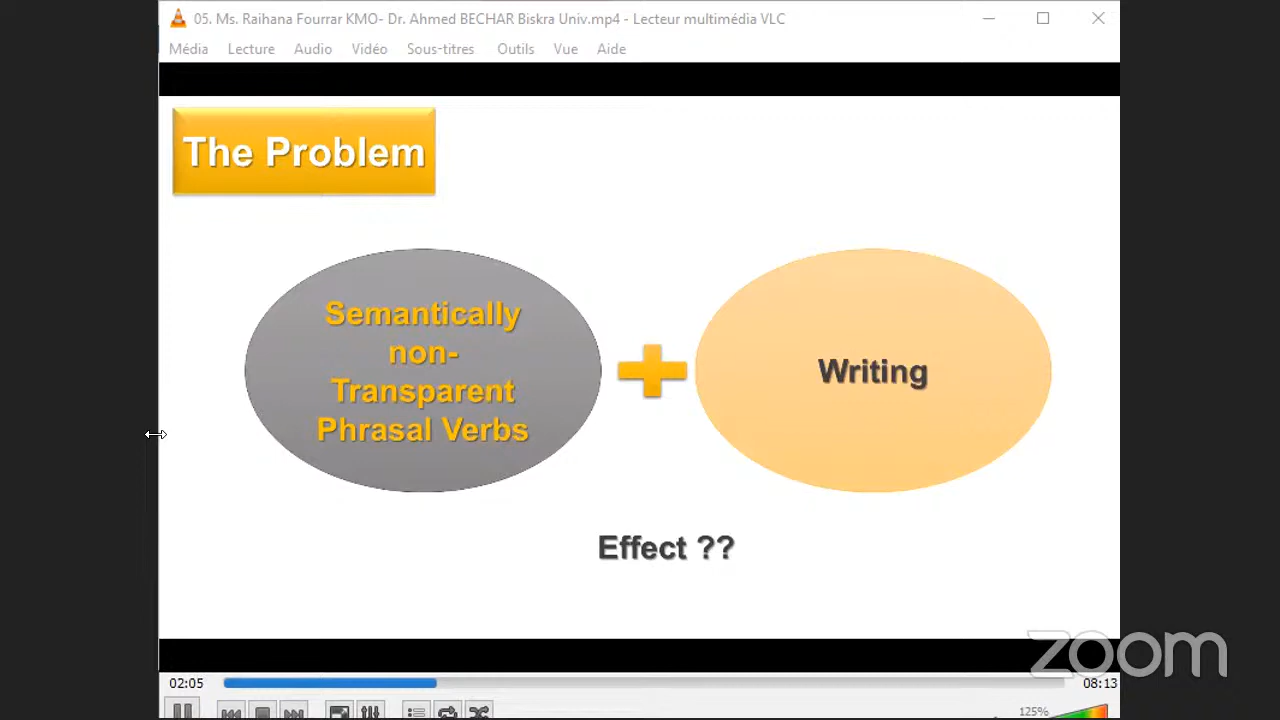 05. Ms. Raihana Fourrar KMO- Dr. Ahmed BECHAR Biskra Univ.mp4 - Lecteur multimédia VLC
Média Lecture Audio Vidéo Sous-titres Outils Vue Aide
The Problem
Semantically
non-
Transparent
Phrasal Verbs
Writing
Effect ??
zoom
02:05
08:13
125%